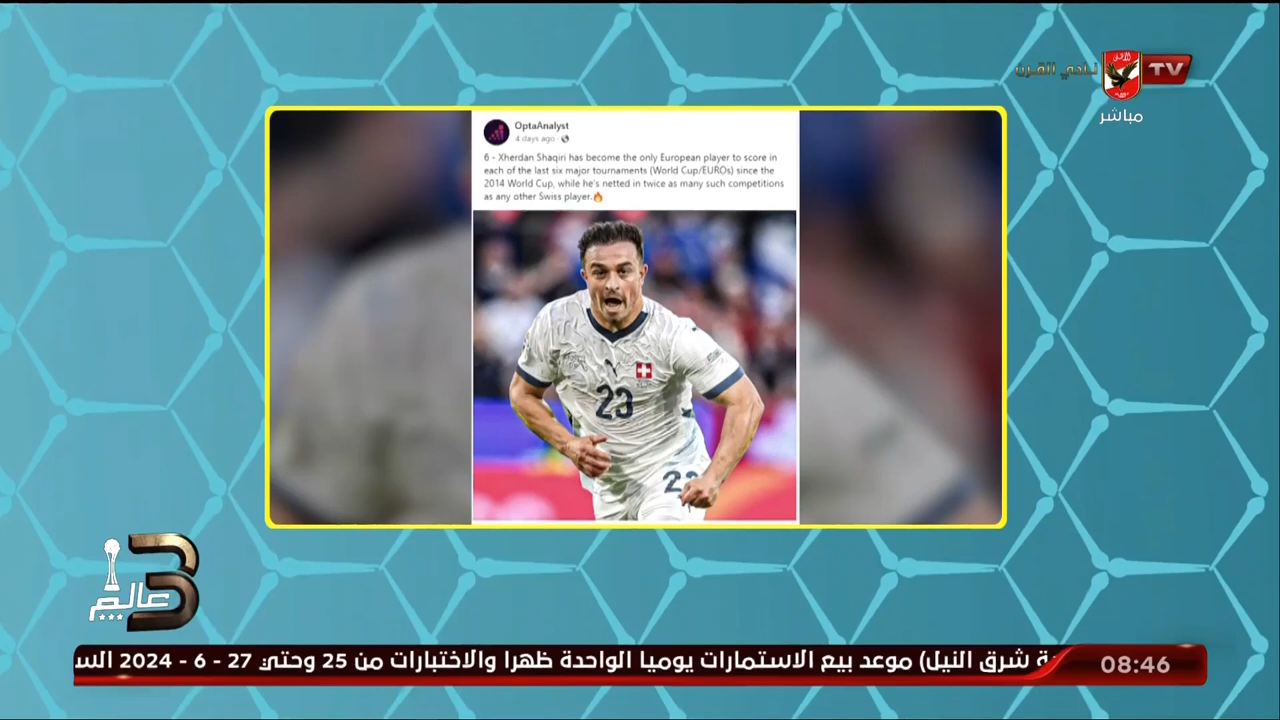 نادي القرن
الأهلي
TV
مباشر
OptaAnalyst
4 days ago ·
6 - Xherdan Shaqiri has become the only European player to score in
each of the last six major tournaments (World Cup/EUROs) since the
2014 World Cup, while he's netted in twice as many such competitions
as any other Swiss player.🔥
23
3
عالم
شرق النيل) موعد بيع الاستمارات يوميا الواحدة ظهرا والاختبارات من 25 وحتي 27 - 6 - 2024
08:46